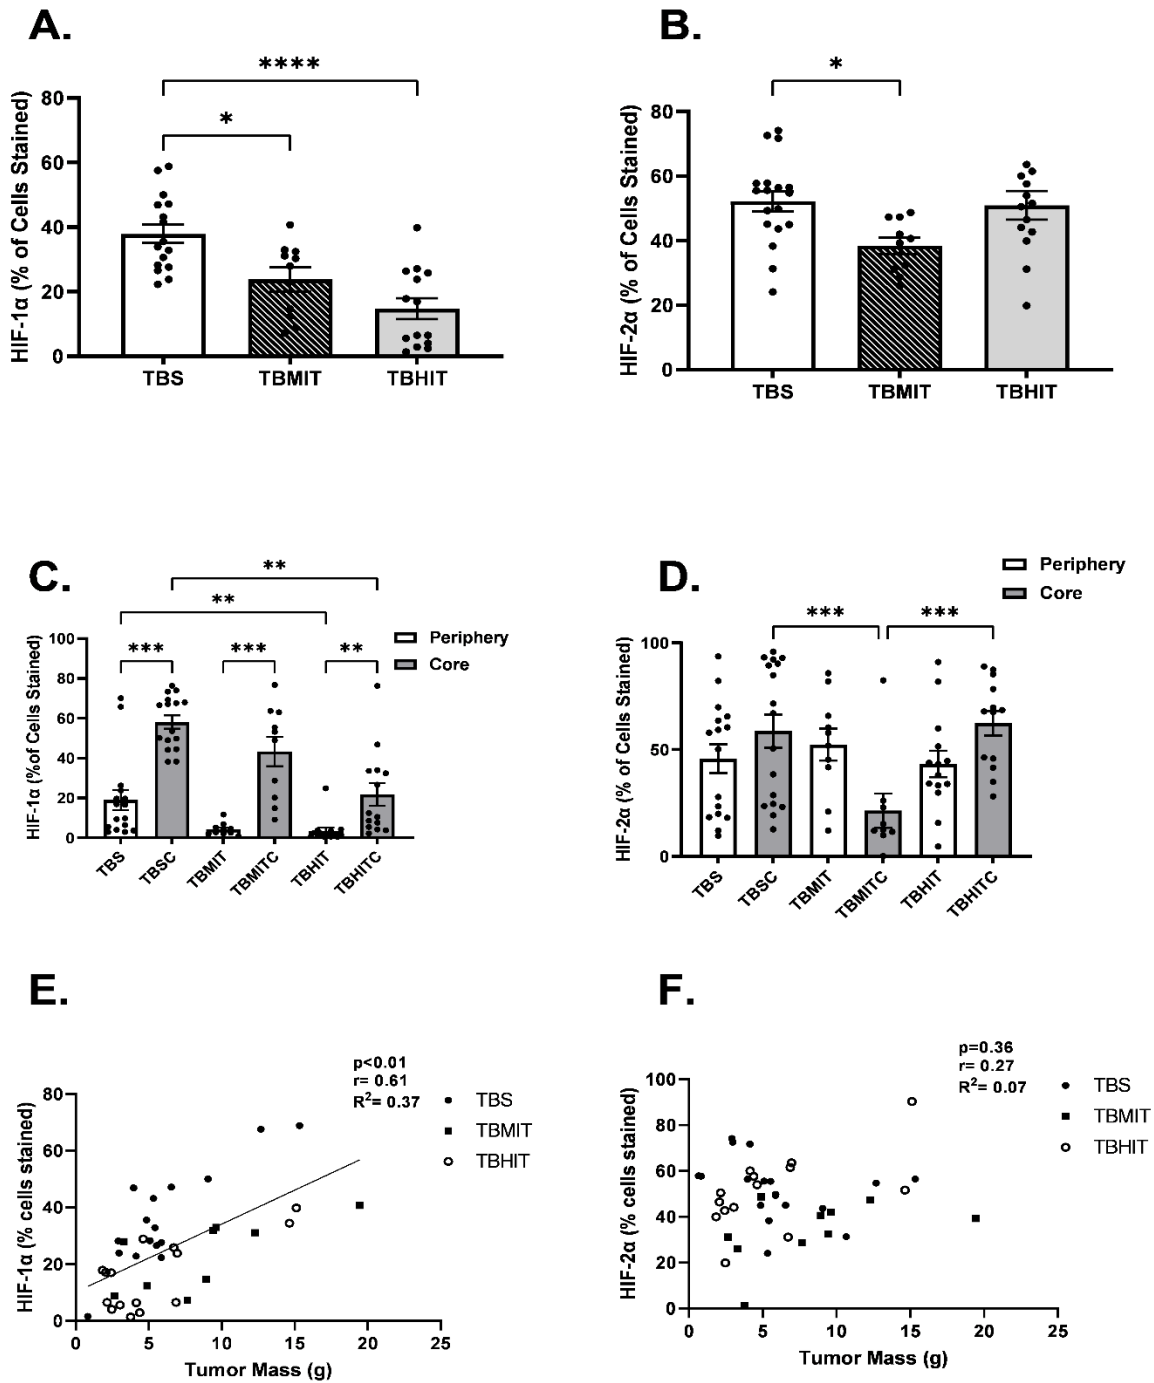 A.
****
*
HIF-1α (% of Cells Stained)
80
60
40
20
0
TBS TBMIT TBHIT
B.
*
HIF-2α (% of Cells Stained)
80
60
40
20
0
TBS TBMIT TBHIT
C.
**
**
*** *** **
Periphery
Core
HIF-1α (%of Cells Stained)
100
80
60
40
20
0
TBS TBSC TBMIT TBMITC TBHIT TBHITC
D.
Periphery
Core
*** ***
HIF-2α (% of Cells Stained)
100
50
0
TBS TBSC TBMIT TBMITC TBHIT TBHITC
E.
p<0.01
r= 0.61
R²= 0.37
TBS
TBMIT
TBHIT
HIF-1α (% cells stained)
80
60
40
20
0
0 5 10 15 20 25
Tumor Mass (g)
F.
p=0.36
r= 0.27
R²= 0.07
TBS
TBMIT
TBHIT
HIF-2α (% cells stained)
100
80
60
40
20
0
0 5 10 15 20 25
Tumor Mass (g)